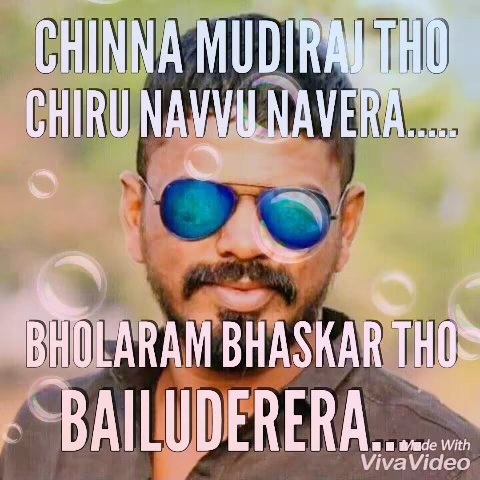 CHINNA MUDIRAJ THO
CHIRU NAVVU NAVERA.....
BHOLARAM BHASKAR THO
BAILUDERERA....
Made With
VivaVideo